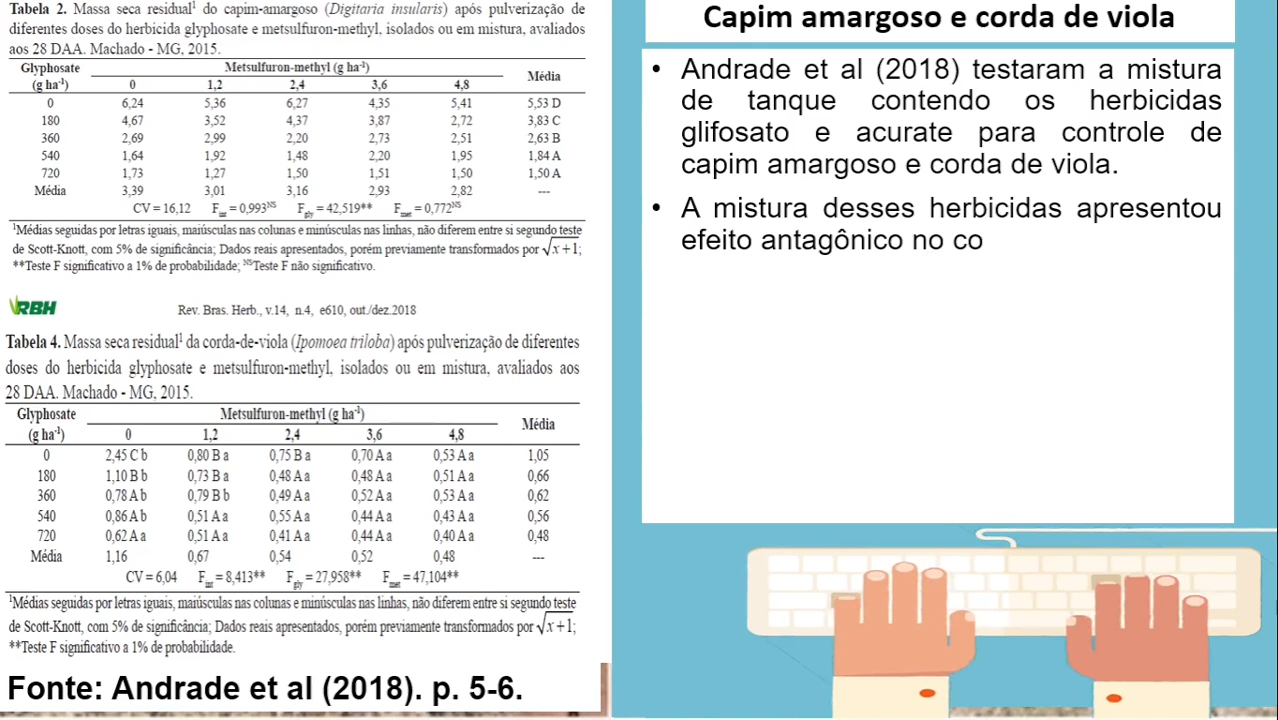 Tabela 2. Massa seca residual¹ do capim-amargoso (Digitaria insularis) após pulverização de
diferentes doses do herbicida glyphosate e metsulfuron-methyl, isolados ou em mistura, avaliados
aos 28 DAA. Machado - MG, 2015.
Glyphosate (g ha⁻¹) Metsulfuron-methyl (g ha⁻¹) Média
0 1,2 2,4 3,6 4,8
0 6,24 5,36 6,27 4,35 5,41 5,53 D
180 4,67 3,52 4,37 3,87 2,72 3,83 C
360 2,69 2,99 2,20 2,73 2,51 2,63 B
540 1,64 1,92 1,48 2,20 1,95 1,84 A
720 1,73 1,27 1,50 1,51 1,50 1,50 A
Média 3,39 3,01 3,16 2,93 2,82 ---
CV = 16,12 Fint = 0,993NS Fgly = 42,519** Fmet = 0,772NS
¹Médias seguidas por letras iguais, maiúsculas nas colunas e minúsculas nas linhas, não diferem entre si segundo teste
de Scott-Knott, com 5% de significância; Dados reais apresentados, porém previamente transformados por √x+1;
**Teste F significativo a 1% de probabilidade; NSTeste F não significativo.
RBH Rev. Bras. Herb., v.14, n.4, e610, out./dez.2018
Tabela 4. Massa seca residual¹ da corda-de-viola (Ipomoea triloba) após pulverização de diferentes
doses do herbicida glyphosate e metsulfuron-methyl, isolados ou em mistura, avaliados aos
28 DAA. Machado - MG, 2015.
Glyphosate (g ha⁻¹) Metsulfuron-methyl (g ha⁻¹) Média
0 1,2 2,4 3,6 4,8
0 2,45 C b 0,80 B a 0,75 B a 0,70 A a 0,53 A a 1,05
180 1,10 B b 0,73 B a 0,48 A a 0,48 A a 0,51 A a 0,66
360 0,78 A b 0,79 B b 0,49 A a 0,52 A a 0,53 A a 0,62
540 0,86 A b 0,51 A a 0,55 A a 0,44 A a 0,43 A a 0,56
720 0,62 A a 0,51 A a 0,41 A a 0,44 A a 0,40 A a 0,48
Média 1,16 0,67 0,54 0,52 0,48 ---
CV = 6,04 Fint = 8,413** Fgly = 27,958** Fmet = 47,104**
¹Médias seguidas por letras iguais, maiúsculas nas colunas e minúsculas nas linhas, não diferem entre si segundo teste
de Scott-Knott, com 5% de significância; Dados reais apresentados, porém previamente transformados por √x+1;
**Teste F significativo a 1% de probabilidade.
Fonte: Andrade et al (2018). p. 5-6.
Capim amargoso e corda de viola
• Andrade et al (2018) testaram a mistura
de tanque contendo os herbicidas
glifosato e acurate para controle de
capim amargoso e corda de viola.
• A mistura desses herbicidas apresentou
efeito antagônico no co